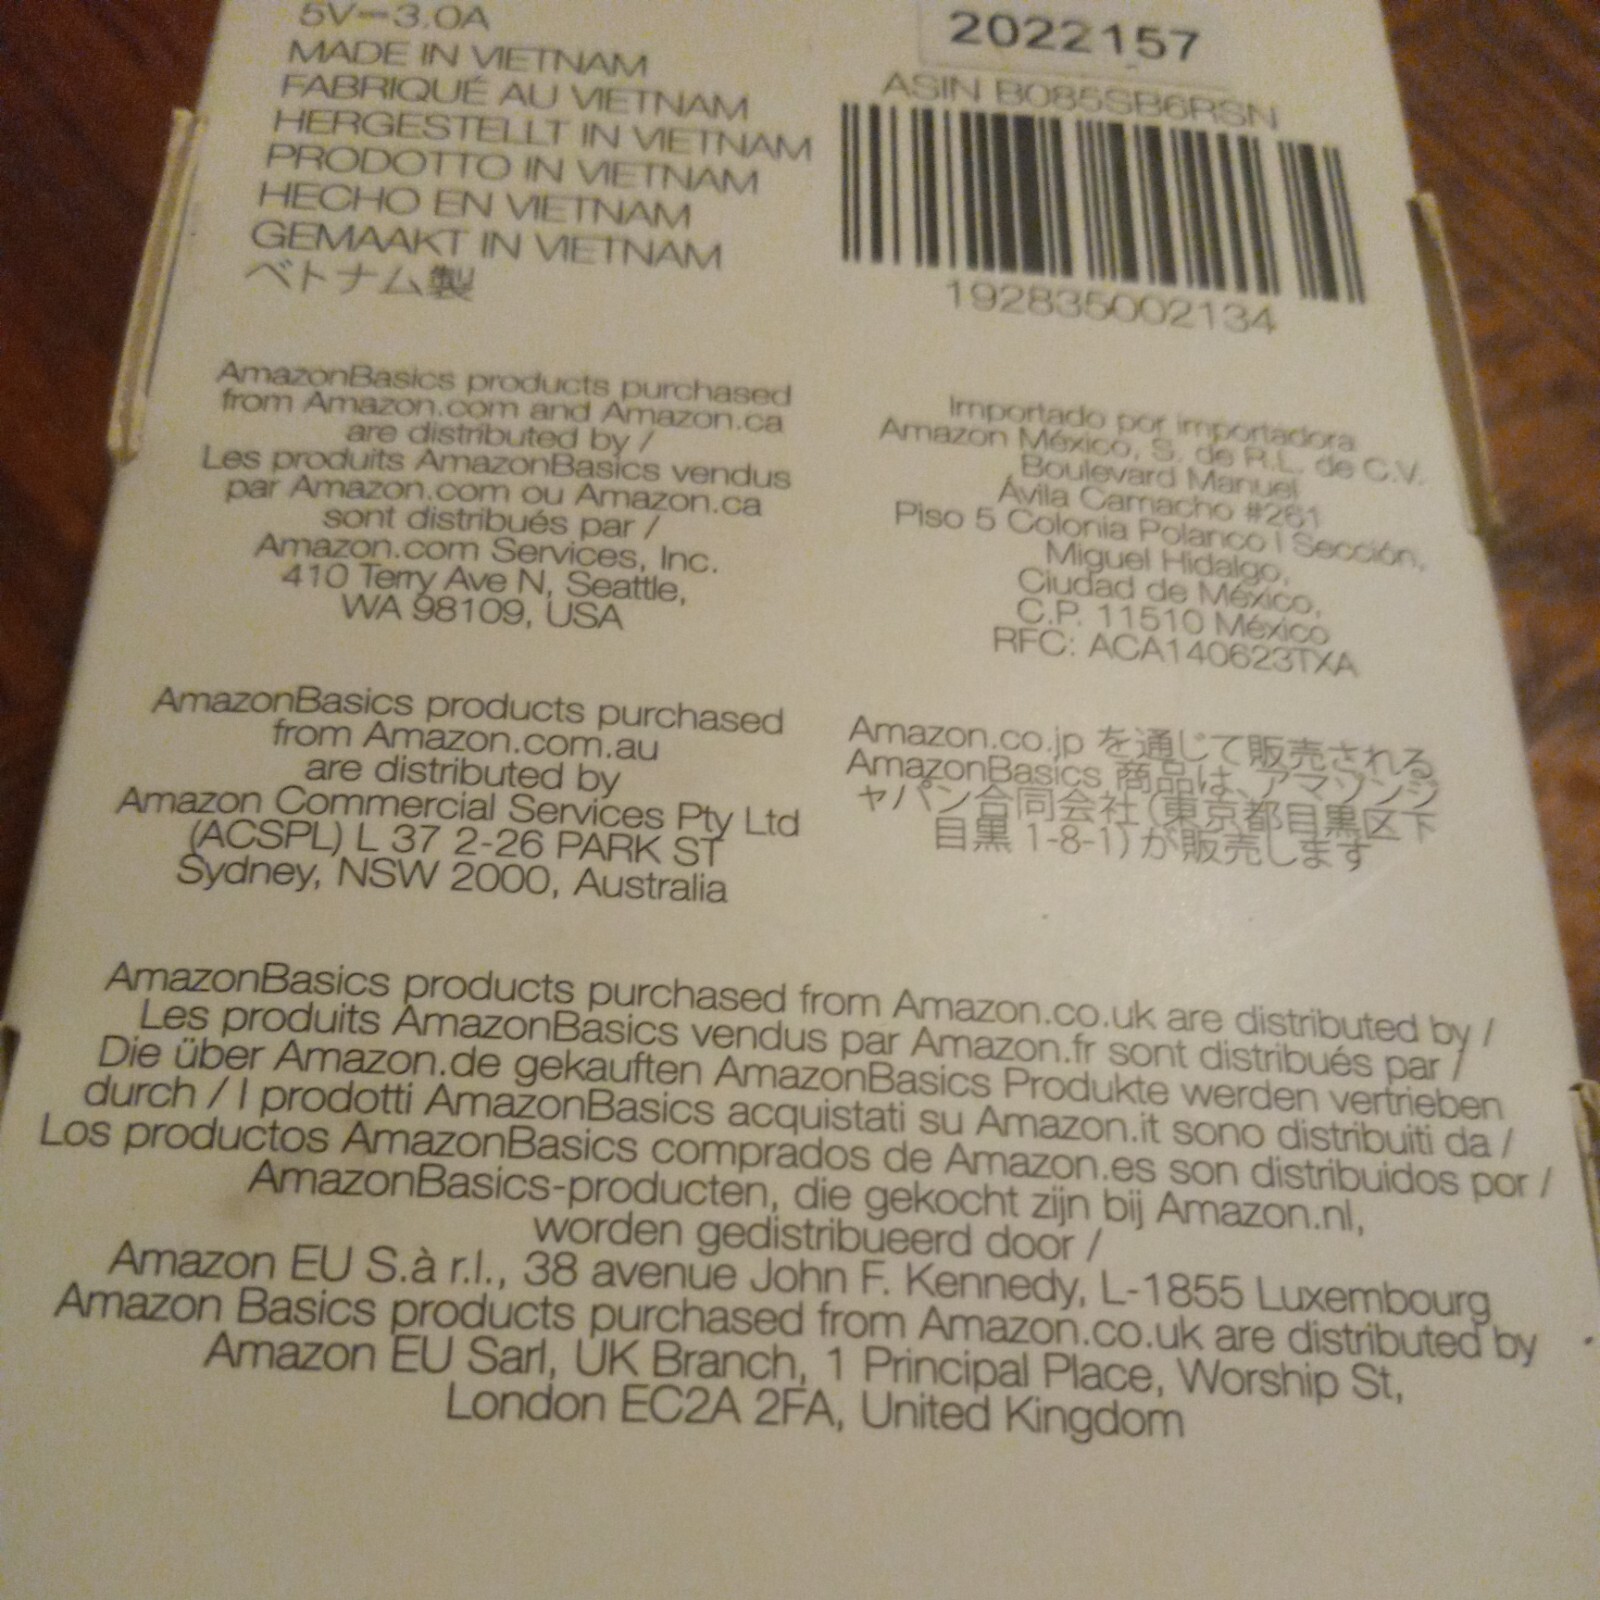 5V⎓3.0A
MADE IN VIETNAM
FABRIQUÉ AU VIETNAM
HERGESTELLT IN VIETNAM
PRODOTTO IN VIETNAM
HECHO EN VIETNAM
GEMAAKT IN VIETNAM
ベトナム製
2022157
ASIN B085SB6RSN
192835002134
AmazonBasics products purchased
from Amazon.com and Amazon.ca
are distributed by /
Les produits AmazonBasics vendus
par Amazon.com ou Amazon.ca
sont distribués par /
Amazon.com Services, Inc.
410 Terry Ave N, Seattle,
WA 98109, USA
Importado por importadora
Amazon México, S. de R.L. de C.V.
Boulevard Manuel
Ávila Camacho #261
Piso 5 Colonia Polanco I Sección,
Miguel Hidalgo,
Ciudad de México,
C.P. 11510 México
RFC: ACA140623TXA
AmazonBasics products purchased
from Amazon.com.au
are distributed by
Amazon Commercial Services Pty Ltd
(ACSPL) L 37 2-26 PARK ST
Sydney, NSW 2000, Australia
Amazon.co.jp を通じて販売される
AmazonBasics 商品は、アマゾンジ
ャパン合同会社（東京都目黒区下
目黒 1-8-1）が販売します
AmazonBasics products purchased from Amazon.co.uk are distributed by /
Les produits AmazonBasics vendus par Amazon.fr sont distribués par /
Die über Amazon.de gekauften AmazonBasics Produkte werden vertrieben
durch / I prodotti AmazonBasics acquistati su Amazon.it sono distribuiti da /
Los productos AmazonBasics comprados de Amazon.es son distribuidos por /
AmazonBasics-producten, die gekocht zijn bij Amazon.nl,
worden gedistribueerd door /
Amazon EU S.à r.l., 38 avenue John F. Kennedy, L-1855 Luxembourg
Amazon Basics products purchased from Amazon.co.uk are distributed by
Amazon EU Sarl, UK Branch, 1 Principal Place, Worship St,
London EC2A 2FA, United Kingdom